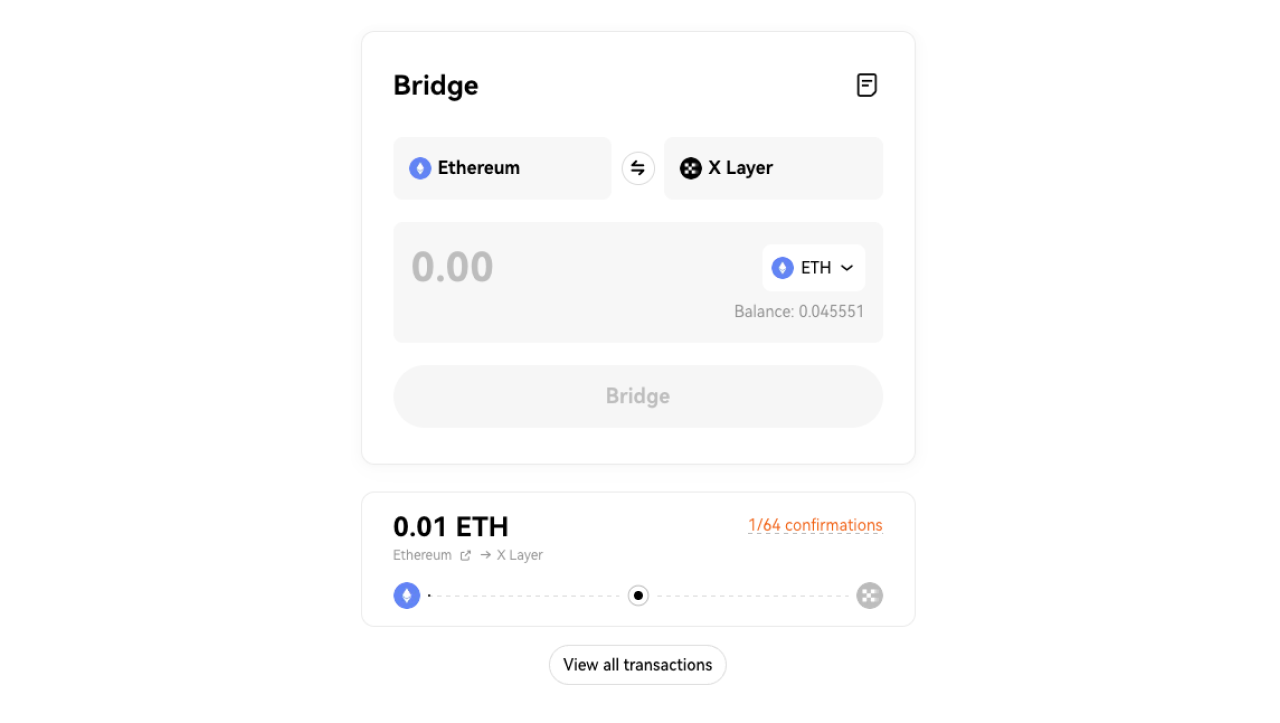 Bridge
Ethereum
X Layer
0.00
ETH
Balance: 0.045551
Bridge
0.01 ETH
1/64 confirmations
Ethereum → X Layer
View all transactions